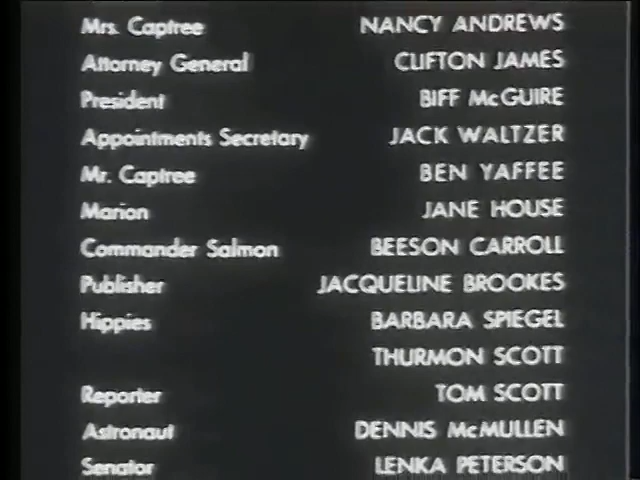 Mrs. Captree NANCY ANDREWS
Attorney General CLIFTON JAMES
President BIFF McGUIRE
Appointments Secretary JACK WALTZER
Mr. Captree BEN YAFFEE
Marion JANE HOUSE
Commander Salmon BEESON CARROLL
Publisher JACQUELINE BROOKES
Hippies BARBARA SPIEGEL
THURMON SCOTT
Reporter TOM SCOTT
Astronaut DENNIS McMULLEN
Senator LENKA PETERSON